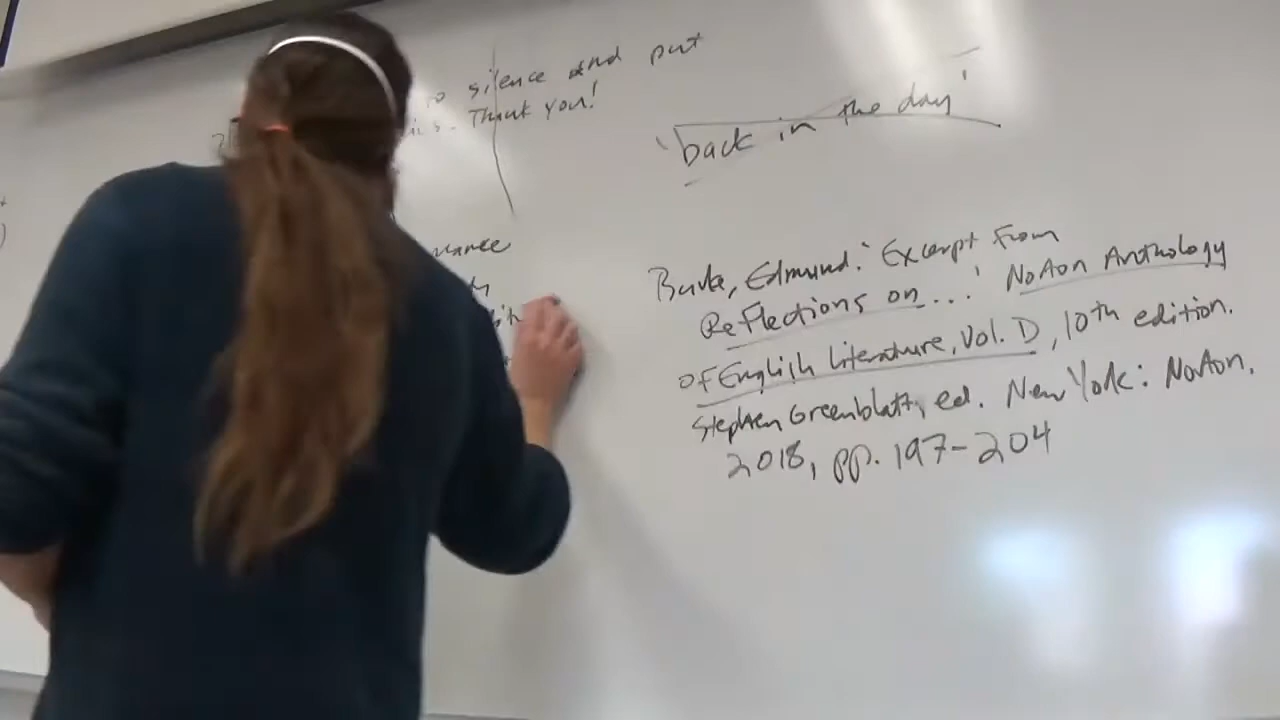 to silence and put
Thank you!
'back in the day'
Burke, Edmund. "Excerpt from
Reflections on..." Norton Anthology
of English Literature, Vol. D, 10th edition.
Stephen Greenblatt, ed. New York: Norton,
2018, pp. 197-204